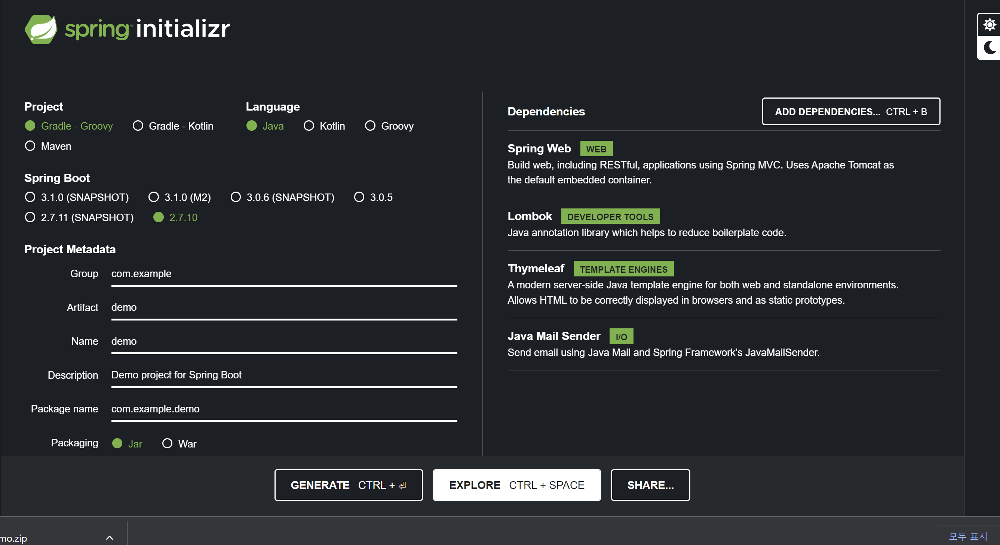 spring initializr
Project
Gradle - Groovy Gradle - Kotlin
Maven
Language
Java Kotlin Groovy
Spring Boot
3.1.0 (SNAPSHOT) 3.1.0 (M2) 3.0.6 (SNAPSHOT) 3.0.5
2.7.11 (SNAPSHOT) 2.7.10
Project Metadata
Group com.example
Artifact demo
Name demo
Description Demo project for Spring Boot
Package name com.example.demo
Packaging Jar War
Dependencies ADD DEPENDENCIES... CTRL + B
Spring Web WEB
Build web, including RESTful, applications using Spring MVC. Uses Apache Tomcat as
the default embedded container.
Lombok DEVELOPER TOOLS
Java annotation library which helps to reduce boilerplate code.
Thymeleaf TEMPLATE ENGINES
A modern server-side Java template engine for both web and standalone environments.
Allows HTML to be correctly displayed in browsers and as static prototypes.
Java Mail Sender I/O
Send email using Java Mail and Spring Framework's JavaMailSender.
GENERATE CTRL + ⏎ EXPLORE CTRL + SPACE SHARE...
mo.zip 모두 표시